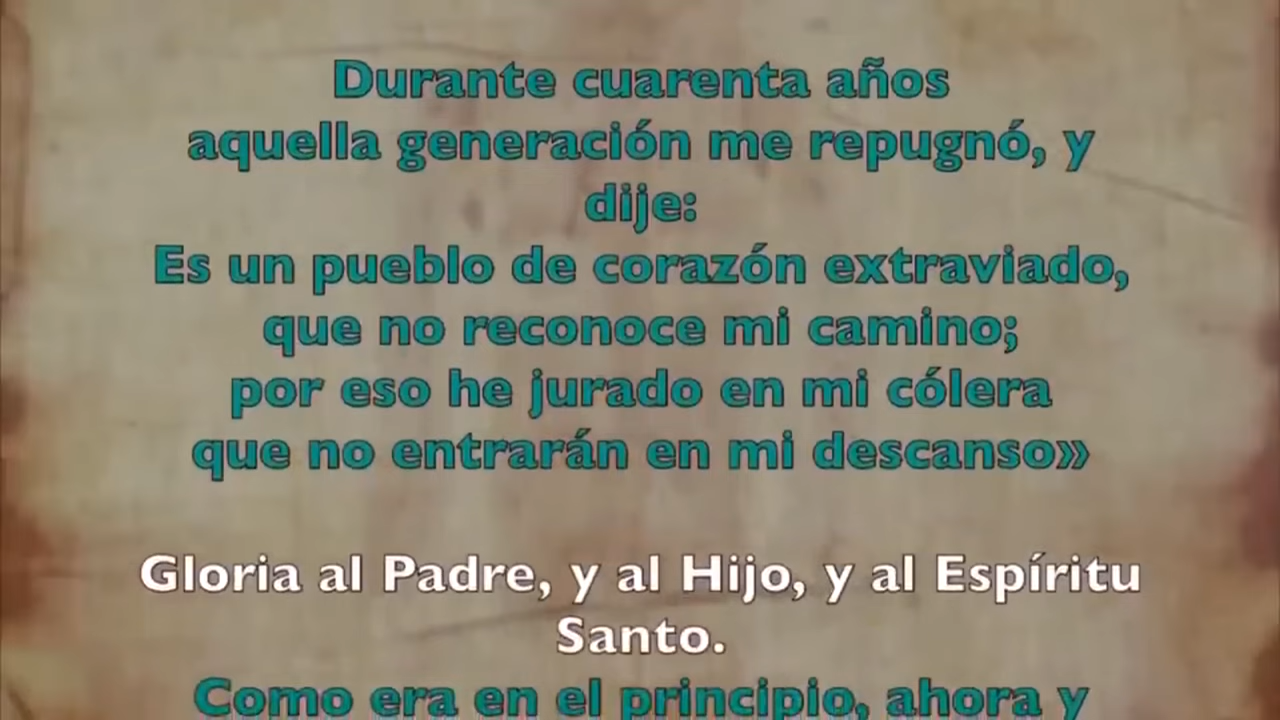 Durante cuarenta años
aquella generación me repugnó, y
dije:
Es un pueblo de corazón extraviado,
que no reconoce mi camino;
por eso he jurado en mi cólera
que no entrarán en mi descanso»
Gloria al Padre, y al Hijo, y al Espíritu
Santo.
Como era en el principio, ahora y